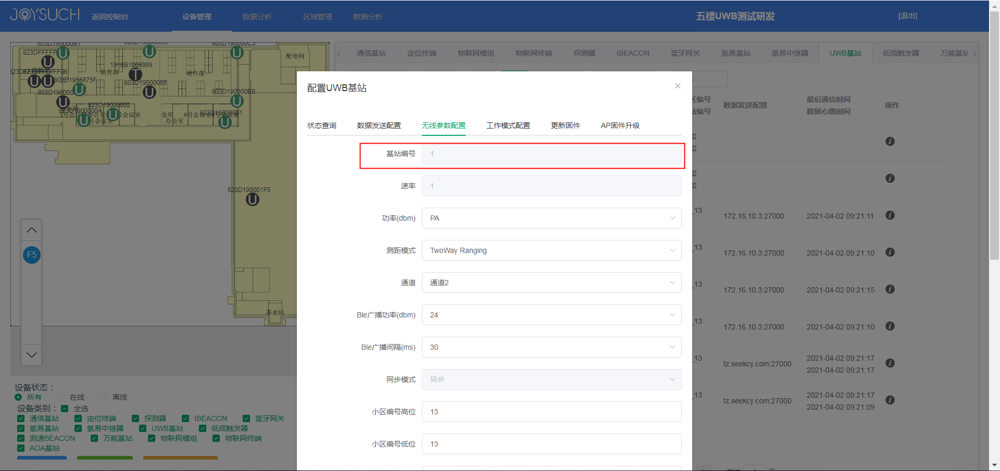 JOYSUCH
返回控制台
设备管理
数据分析
区域管理
数测分析
五楼UWB测试研发
[退出]
通信基站
定位终端
物联网模组
物联网终端
探测器
IBEACON
蓝牙网关
氢易基站
氢易中继器
UWB基站
低频触发器
万能基站
803D190000B1
803D190000C3
823DFFFFF
1918B1009999
配电间
软件部
硬件部
803D1966775F
803D19000085
803D190000
803D190000B0
823D19000002
823D1900000A
823D19000001
仓库
办公室
8号会议室
号会议室
823D190001F5
茶水间
F5
配置UWB基站
状态查询
数据发送配置
无线参数配置
工作模式配置
更新固件
AP固件升级
基站编号
1
速率
1
功率(dbm)
PA
测距模式
TwoWay Ranging
通道
通道2
Ble广播功率(dbm)
24
Ble广播间隔(ms)
30
同步模式
异步
小区编号高位
13
小区编号低位
13
区编号
站编号
数据发送配置
最后通信时间
数据心跳时间
操作
知
知
知
知
_13
172.16.10.3:27000
2021-04-02 09:21:11
_13
172.16.10.3:27000
2021-04-02 09:21:10
_13
172.16.10.3:27000
2021-04-02 09:21:15
_13
172.16.10.3:27000
2021-04-02 09:21:10
_13
tz.seekcy.com:27000
2021-04-02 09:21:17
2021-04-02 09:21:17
_13
tz.seekcy.com:27000
2021-04-02 09:21:17
2021-04-02 09:21:09
设备状态：
所有
在线
离线
设备类别：
全选
通信基站
定位终端
探测器
IBEACON
蓝牙网关
氢易基站
氢易中继器
UWB基站
低频触发器
测速BEACON
万能基站
物联网模组
物联网终端
AOA基站